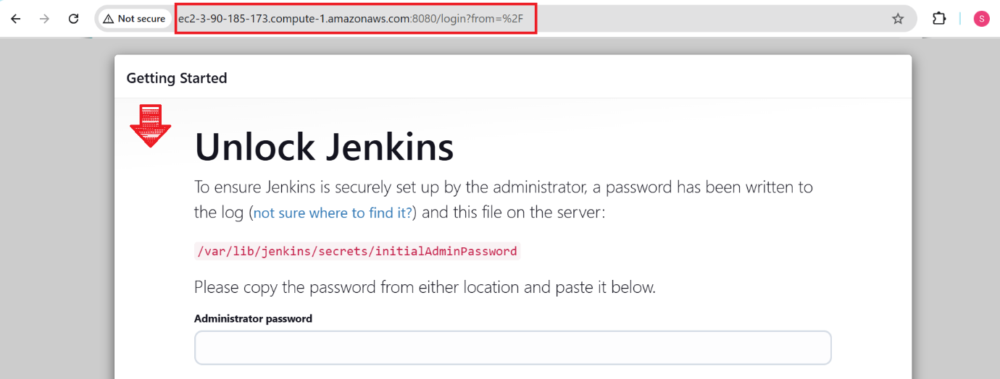 Not secure ec2-3-90-185-173.compute-1.amazonaws.com:8080/login?from=%2F S
Getting Started
Unlock Jenkins
To ensure Jenkins is securely set up by the administrator, a password has been written to
the log (not sure where to find it?) and this file on the server:
/var/lib/jenkins/secrets/initialAdminPassword
Please copy the password from either location and paste it below.
Administrator password